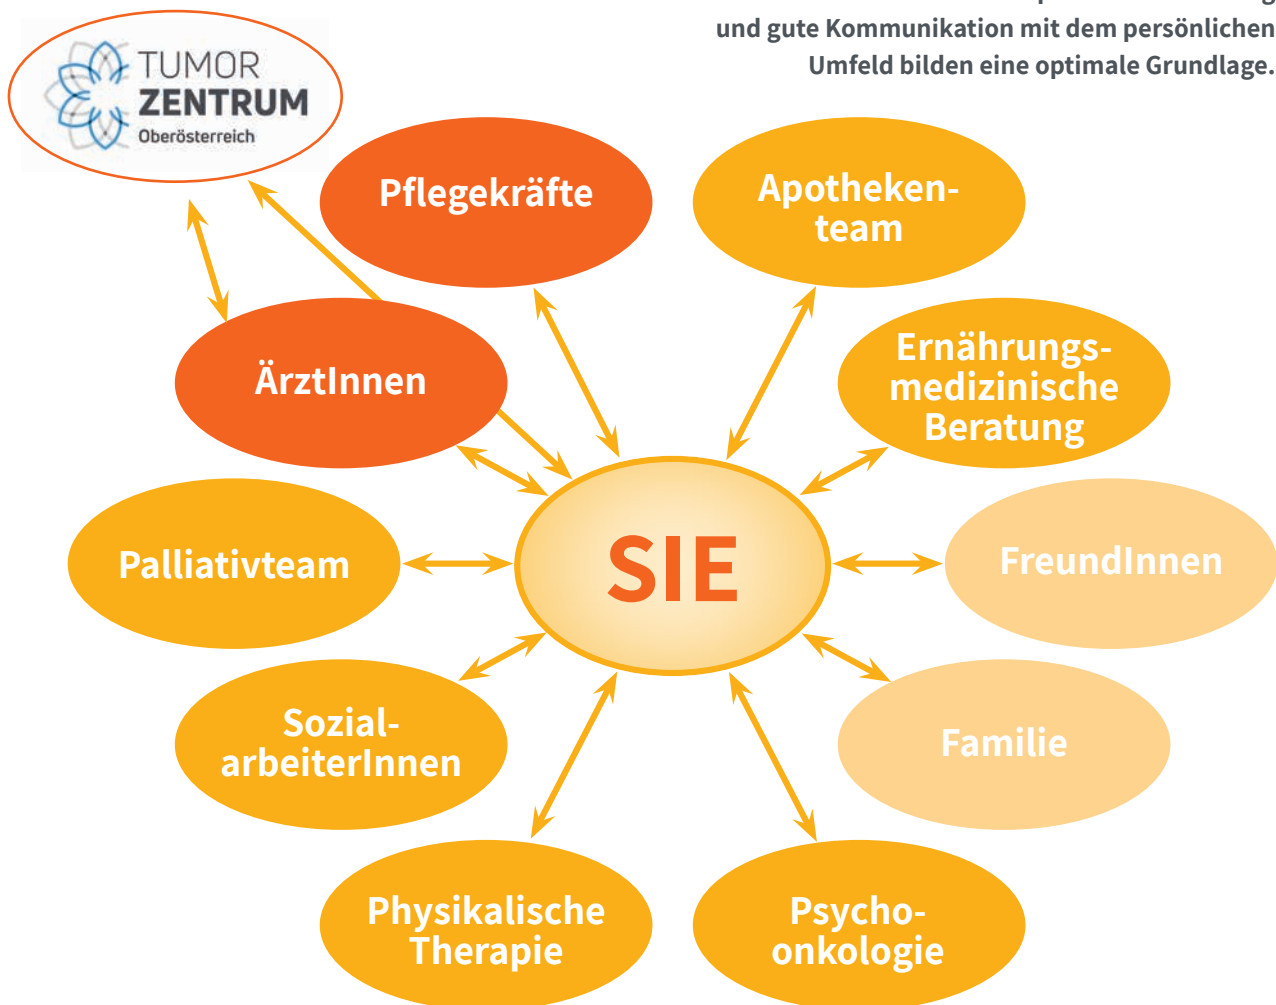 und gute Kommunikation mit dem persönlichen
Umfeld bilden eine optimale Grundlage.
TUMOR
ZENTRUM
Oberösterreich
Pflegekräfte
Apotheken-
team
ÄrztInnen
Ernährungs-
medizinische
Beratung
Palliativteam
SIE
FreundInnen
Sozial-
arbeiterInnen
Familie
Physikalische
Therapie
Psycho-
onkologie